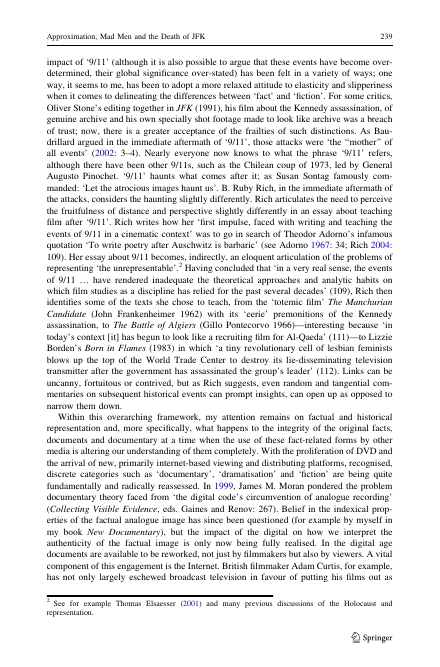 Approximation, Mad Men and the Death of JFK 239
impact of '9/11' (although it is also possible to argue that these events have become over-
determined, their global significance over-stated) has been felt in a variety of ways; one
way, it seems to me, has been to adopt a more relaxed attitude to elasticity and slipperiness
when it comes to delineating the differences between 'fact' and 'fiction'. For some critics,
Oliver Stone's editing together in JFK (1991), his film about the Kennedy assassination, of
genuine archive and his own specially shot footage made to look like archive was a breach
of trust; now, there is a greater acceptance of the frailties of such distinctions. As Bau-
drillard argued in the immediate aftermath of '9/11', those attacks were 'the "mother" of
all events' (2002: 3–4). Nearly everyone now knows to what the phrase '9/11' refers,
although there have been other 9/11s, such as the Chilean coup of 1973, led by General
Augusto Pinochet. '9/11' haunts what comes after it; as Susan Sontag famously com-
manded: 'Let the atrocious images haunt us'. B. Ruby Rich, in the immediate aftermath of
the attacks, considers the haunting slightly differently. Rich articulates the need to perceive
the fruitfulness of distance and perspective slightly differently in an essay about teaching
film after '9/11'. Rich writes how her 'first impulse, faced with writing and teaching the
events of 9/11 in a cinematic context' was to go in search of Theodor Adorno's infamous
quotation 'To write poetry after Auschwitz is barbaric' (see Adorno 1967: 34; Rich 2004:
109). Her essay about 9/11 becomes, indirectly, an eloquent articulation of the problems of
representing 'the unrepresentable'.2 Having concluded that 'in a very real sense, the events
of 9/11 … have rendered inadequate the theoretical approaches and analytic habits on
which film studies as a discipline has relied for the past several decades' (109), Rich then
identifies some of the texts she chose to teach, from the 'totemic film' The Manchurian
Candidate (John Frankenheimer 1962) with its 'eerie' premonitions of the Kennedy
assassination, to The Battle of Algiers (Gillo Pontecorvo 1966)—interesting because 'in
today's context [it] has begun to look like a recruiting film for Al-Qaeda' (111)—to Lizzie
Borden's Born in Flames (1983) in which 'a tiny revolutionary cell of lesbian feminists
blows up the top of the World Trade Center to destroy its lie-disseminating television
transmitter after the government has assassinated the group's leader' (112). Links can be
uncanny, fortuitous or contrived, but as Rich suggests, even random and tangential com-
mentaries on subsequent historical events can prompt insights, can open up as opposed to
narrow them down.
Within this overarching framework, my attention remains on factual and historical
representation and, more specifically, what happens to the integrity of the original facts,
documents and documentary at a time when the use of these fact-related forms by other
media is altering our understanding of them completely. With the proliferation of DVD and
the arrival of new, primarily internet-based viewing and distributing platforms, recognised,
discrete categories such as 'documentary', 'dramatisation' and 'fiction' are being quite
fundamentally and radically reassessed. In 1999, James M. Moran pondered the problem
documentary theory faced from 'the digital code's circumvention of analogue recording'
(Collecting Visible Evidence, eds. Gaines and Renov: 267). Belief in the indexical prop-
erties of the factual analogue image has since been questioned (for example by myself in
my book New Documentary), but the impact of the digital on how we interpret the
authenticity of the factual image is only now being fully realised. In the digital age
documents are available to be reworked, not just by filmmakers but also by viewers. A vital
component of this engagement is the Internet. British filmmaker Adam Curtis, for example,
has not only largely eschewed broadcast television in favour of putting his films out as
2 See for example Thomas Elsaesser (2001) and many previous discussions of the Holocaust and
representation.
Springer